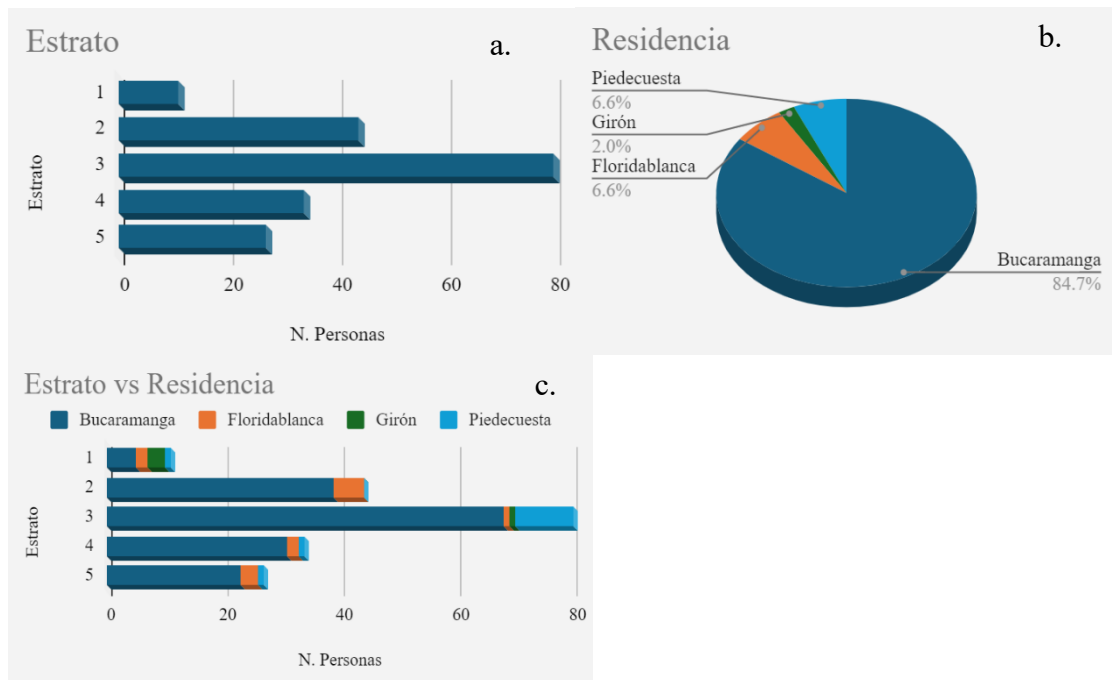 Estrato
a.
1
2
3
4
5
Estrato
0 20 40 60 80
N. Personas
Residencia
b.
Piedecuesta
6.6%
Girón
2.0%
Floridablanca
6.6%
Bucaramanga
84.7%
Estrato vs Residencia
c.
Bucaramanga Floridablanca Girón Piedecuesta
1
2
3
4
5
Estrato
0 20 40 60 80
N. Personas